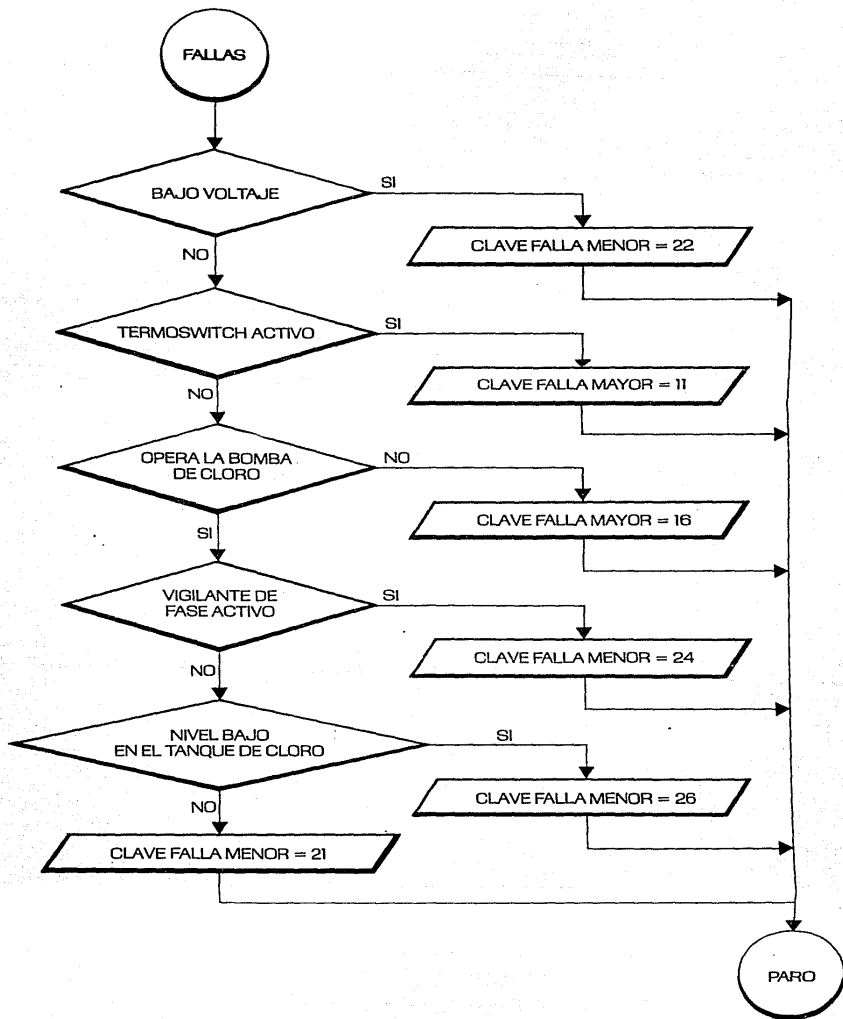 FALLAS
BAJO VOLTAJE
SI
CLAVE FALLA MENOR = 22
NO
TERMOSWITCH ACTIVO
SI
CLAVE FALLA MAYOR = 11
NO
OPERA LA BOMBA
DE CLORO
NO
CLAVE FALLA MAYOR = 16
SI
VIGILANTE DE
FASE ACTIVO
SI
CLAVE FALLA MENOR = 24
NO
NIVEL BAJO
EN EL TANQUE DE CLORO
SI
CLAVE FALLA MENOR = 26
NO
CLAVE FALLA MENOR = 21
PARO